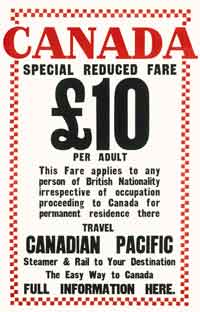 CANADA
SPECIAL REDUCED FARE
£10
PER ADULT
This Fare applies to any
person of British Nationality
irrespective of occupation
proceeding to Canada for
permanent residence there
TRAVEL
CANADIAN PACIFIC
Steamer & Rail to Your Destination
The Easy Way to Canada
FULL INFORMATION HERE.